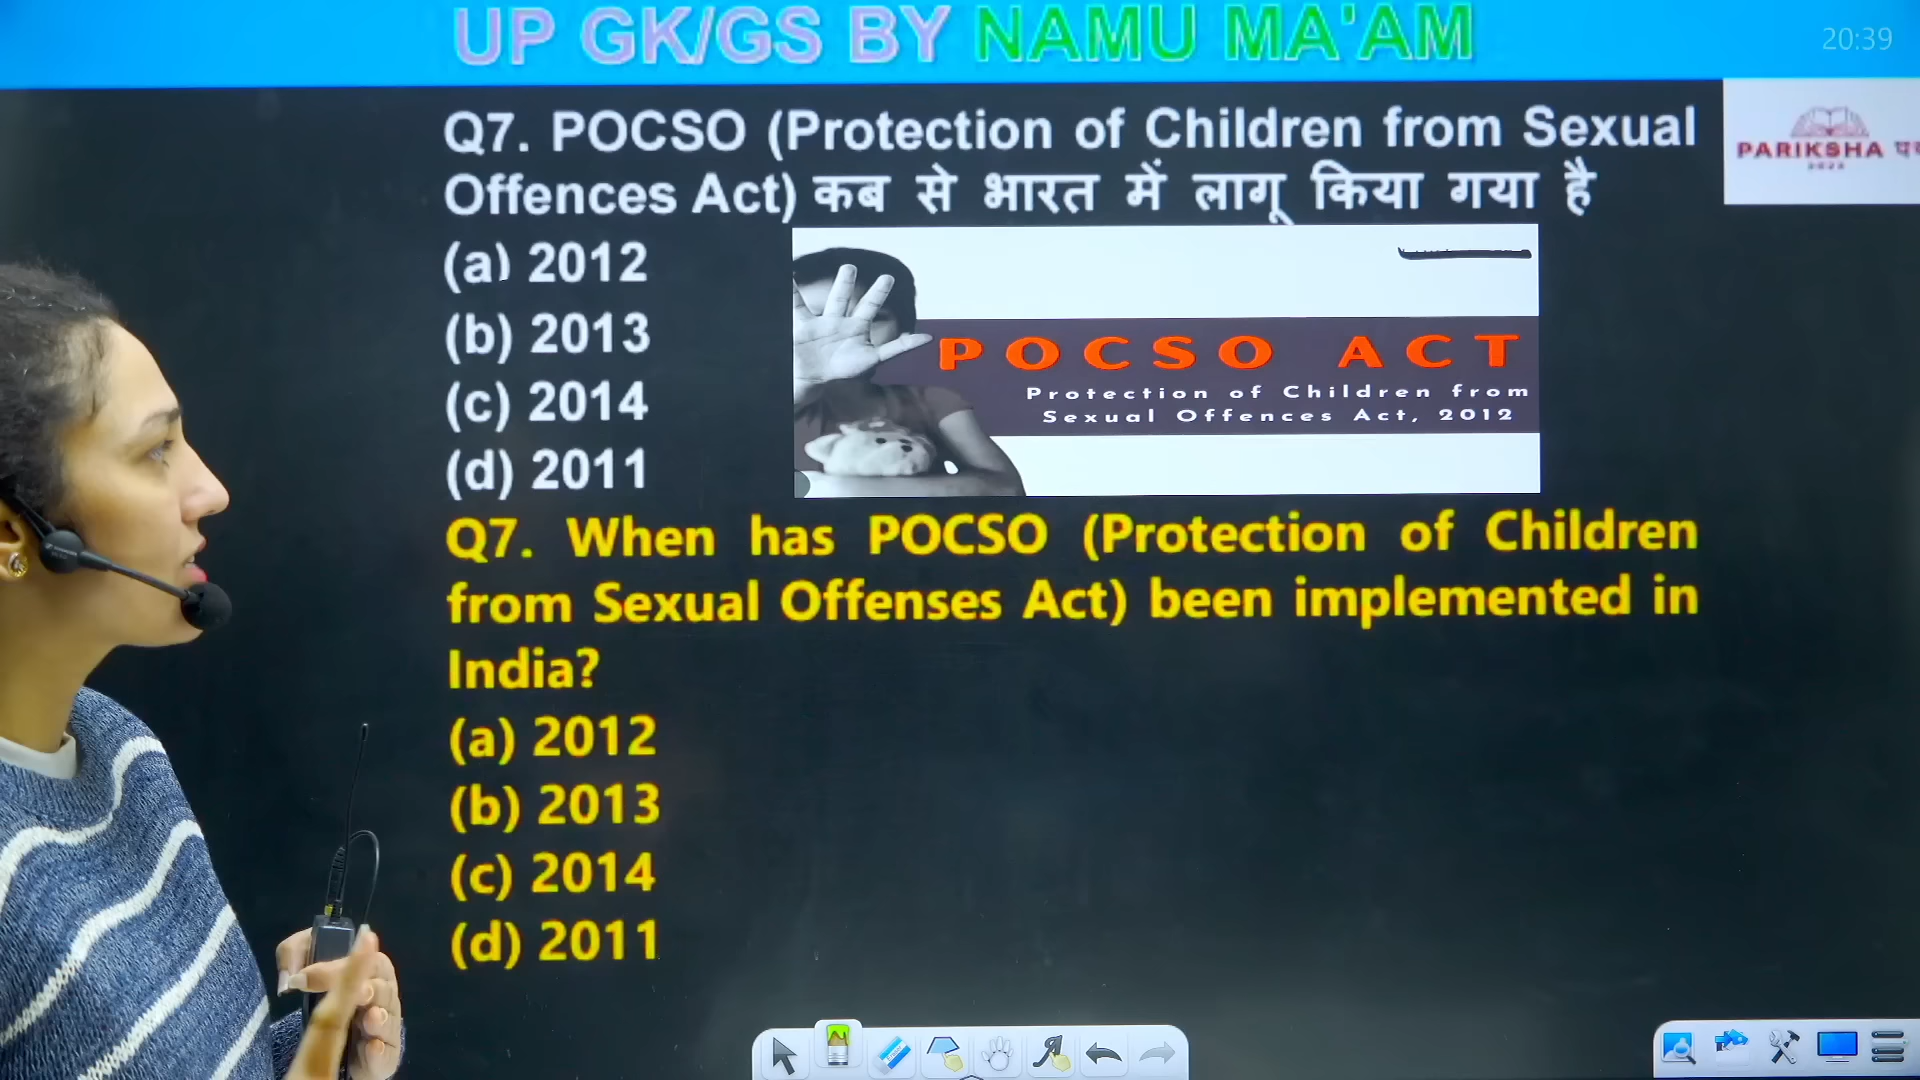 UP GK/GS BY NAMU MA'AM
20:39
PARIKSHA
Q7. POCSO (Protection of Children from Sexual
Offences Act) कब से भारत में लागू किया गया है
(a) 2012
(b) 2013
(c) 2014
(d) 2011
POCSO ACT
Protection of Children from
Sexual Offences Act, 2012
Q7. When has POCSO (Protection of Children
from Sexual Offenses Act) been implemented in
India?
(a) 2012
(b) 2013
(c) 2014
(d) 2011